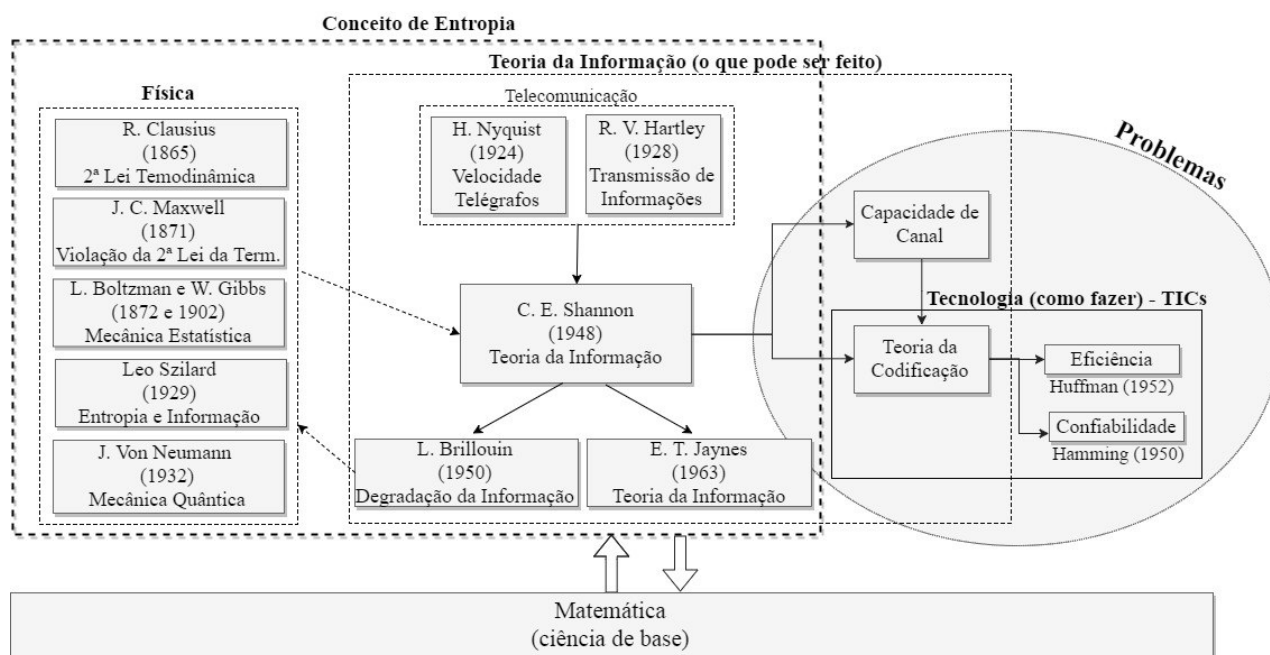 Conceito de Entropia
Teoria da Informação (o que pode ser feito)
Física
R. Clausius
(1865)
2ª Lei Temodinâmica
J. C. Maxwell
(1871)
Violação da 2ª Lei da Term.
L. Boltzman e W. Gibbs
(1872 e 1902)
Mecânica Estatística
Leo Szilard
(1929)
Entropia e Informação
J. Von Neumann
(1932)
Mecânica Quântica
Telecomunicação
H. Nyquist
(1924)
Velocidade
Telégrafos
R. V. Hartley
(1928)
Transmissão de
Informações
C. E. Shannon
(1948)
Teoria da Informação
L. Brillouin
(1950)
Degradação da Informação
E. T. Jaynes
(1963)
Teoria da Informação
Problemas
Capacidade de
Canal
Tecnologia (como fazer) - TICs
Teoria da
Codificação
Eficiência
Huffman (1952)
Confiabilidade
Hamming (1950)
Matemática
(ciência de base)